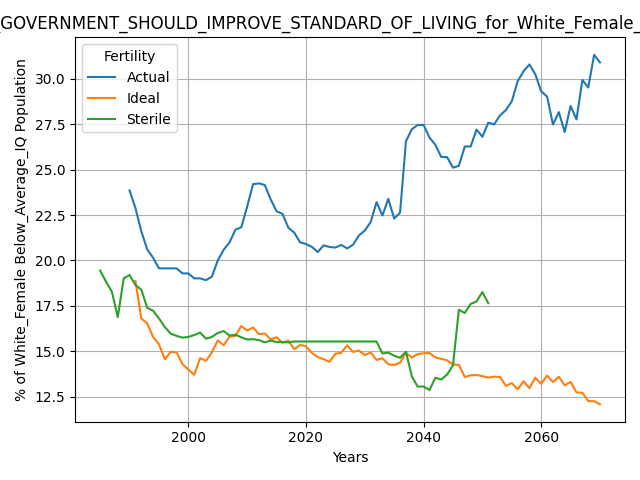 _GOVERNMENT_SHOULD_IMPROVE_STANDARD_OF_LIVING_for_White_Female_
Fertility
Actual
Ideal
Sterile
% of White_Female Below_Average_IQ Population
30.0
27.5
25.0
22.5
20.0
17.5
15.0
12.5
2000
2020
2040
2060
Years